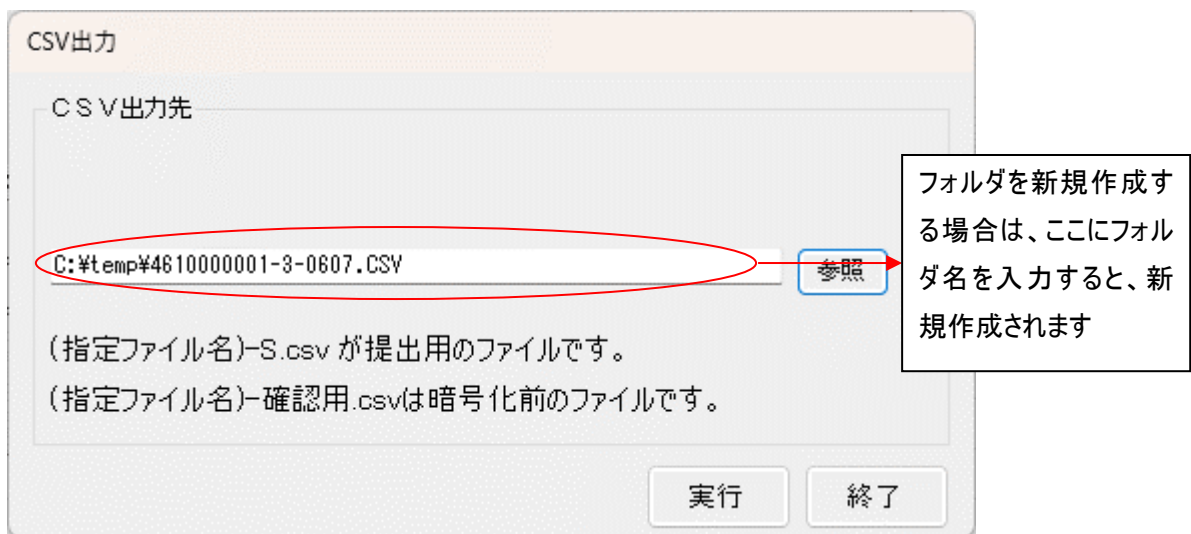 CSV出力
ＣＳＶ出力先
C:¥temp¥4610000001-3-0607.CSV
参照
フォルダを新規作成す
る場合は、ここにフォル
ダ名を入力すると、新
規作成されます
(指定ファイル名)-S.csv が提出用のファイルです。
(指定ファイル名)-確認用.csvは暗号化前のファイルです。
実行
終了